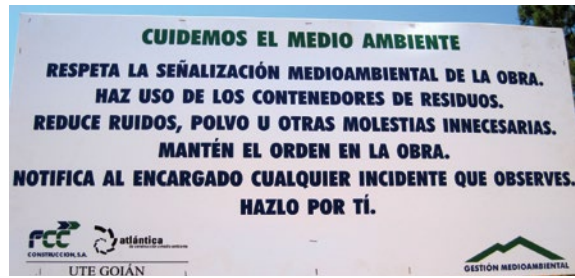 CUIDEMOS EL MEDIO AMBIENTE
RESPETA LA SEÑALIZACIÓN MEDIOAMBIENTAL DE LA OBRA.
HAZ USO DE LOS CONTENEDORES DE RESIDUOS.
REDUCE RUIDOS, POLVO U OTRAS MOLESTIAS INNECESARIAS.
MANTÉN EL ORDEN EN LA OBRA.
NOTIFICA AL ENCARGADO CUALQUIER INCIDENTE QUE OBSERVES.
HAZLO POR TÍ.
FCC
CONSTRUCCION, S.A.
atlántica
UTE GOIÁN
GESTIÓN MEDIOAMBIENTAL